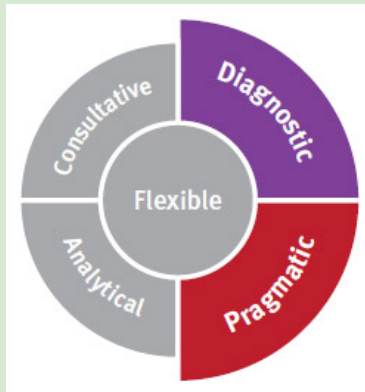 Consultative
Diagnostic
Flexible
Analytical
Pragmatic